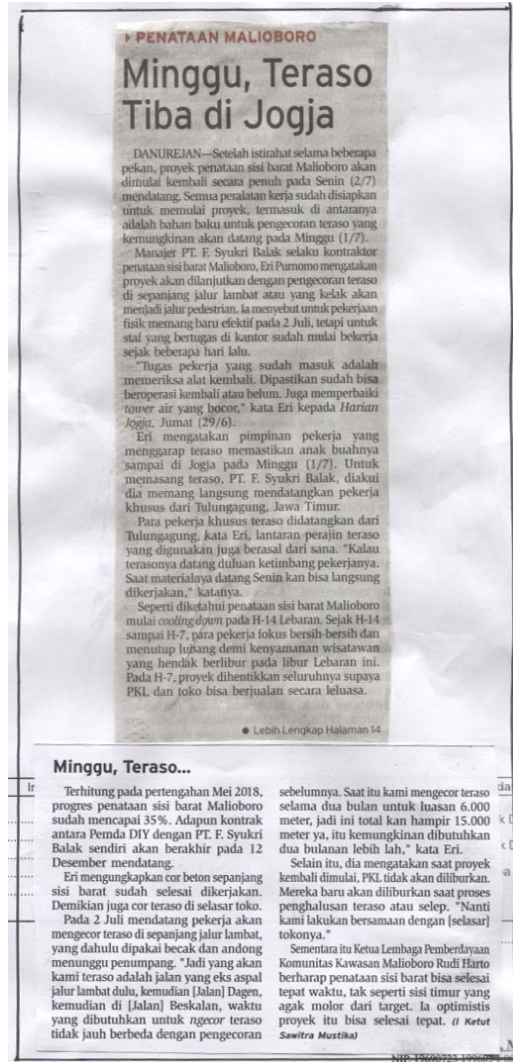 PENATAAN MALIOBORO
Minggu, Teraso
Tiba di Jogja
DANUREJAN—Setelah istirahat selama beberapa
pekan, proyek penataan sisi barat Malioboro akan
dimulai kembali secara penuh pada Senin (2/7)
mendatang. Semua peralatan kerja sudah disiapkan
untuk memulai proyek, termasuk di antaranya
adalah bahan baku untuk pengecoran teraso yang
kemungkinan akan datang pada Minggu (1/7).
Manajer PT. F. Syukri Balak selaku kontraktor
penataan sisi barat Malioboro, Eri Purnomo mengatakan
proyek akan dilanjutkan dengan pengecoran teraso
di sepanjang jalur lambat atau yang kelak akan
menjadi jalur pedestrian. Ia menyebut untuk pekerjaan
fisik memang baru efektif pada 2 Juli, tetapi untuk
staf yang bertugas di kantor sudah mulai bekerja
sejak beberapa hari lalu.
"Tugas pekerja yang sudah masuk adalah
memeriksa alat kembali. Dipastikan sudah bisa
beroperasi kembali atau belum. Juga memperbaiki
tower air yang bocor," kata Eri kepada Harian
Jogja, Jumat (29/6).
Eri mengatakan pimpinan pekerja yang
menggarap teraso memastikan anak buahnya
sampai di Jogja pada Minggu (1/7). Untuk
memasang teraso, PT. F. Syukri Balak, diakui
dia memang langsung mendatangkan pekerja
khusus dari Tulungagung, Jawa Timur.
Para pekerja khusus teraso didatangkan dari
Tulungagung, kata Eri, lantaran perajin teraso
yang digunakan juga berasal dari sana. "Kalau
terasonya datang duluan ketimbang pekerjanya.
Saat materialnya datang Senin kan bisa langsung
dikerjakan," katanya.
Seperti diketahui penataan sisi barat Malioboro
mulai cooling down pada H-14 Lebaran. Sejak H-14
sampai H-7, para pekerja fokus bersih-bersih dan
menutup lubang demi kenyamanan wisatawan
yang hendak berlibur pada libur Lebaran ini.
Pada H-7, proyek dihentikkan seluruhnya supaya
PKL dan toko bisa berjualan secara leluasa.
Lebih Lengkap Halaman 14
Minggu, Teraso...
Terhitung pada pertengahan Mei 2018,
progres penataan sisi barat Malioboro
sudah mencapai 35%. Adapun kontrak
antara Pemda DIY dengan PT. F. Syukri
Balak sendiri akan berakhir pada 12
Desember mendatang.
Eri mengungkapkan cor beton sepanjang
sisi barat sudah selesai dikerjakan.
Demikian juga cor teraso di selasar toko.
Pada 2 Juli mendatang pekerja akan
mengecor teraso di sepanjang jalur lambat,
yang dahulu dipakai becak dan andong
menunggu penumpang. "Jadi yang akan
kami teraso adalah jalan yang eks aspal
jalur lambat dulu, kemudian [Jalan] Dagen,
kemudian di [Jalan] Beskalan, waktu
yang dibutuhkan untuk ngecor teraso
tidak jauh berbeda dengan pengecoran
sebelumnya. Saat itu kami mengecor teraso
selama dua bulan untuk luasan 6.000
meter, jadi ini total kan hampir 15.000
meter ya, itu kemungkinan dibutuhkan
dua bulanan lebih lah," kata Eri.
Selain itu, dia mengatakan saat proyek
kembali dimulai, PKL tidak akan diliburkan.
Mereka baru akan diliburkan saat proses
penghalusan teraso atau selep. "Nanti
kami lakukan bersamaan dengan [selasar]
tokonya."
Sementara itu Ketua Lembaga Pemberdayaan
Komunitas Kawasan Malioboro Rudi Harto
berharap penataan sisi barat bisa selesai
tepat waktu, tak seperti sisi timur yang
agak molor dari target. Ia optimistis
proyek itu bisa selesai tepat. (I Ketut
Sawitra Mustika)